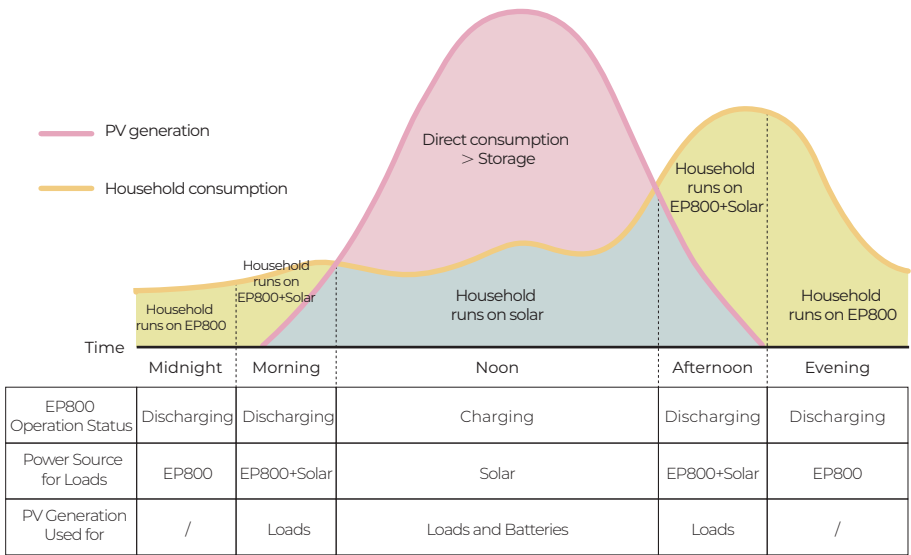 PV generation
Household consumption
Direct consumption
> Storage
Household
runs on
EP800+Solar
Household
runs on
EP800+Solar
Household
runs on EP800
Household
runs on solar
Household
runs on EP800
Time
Midnight
Morning
Noon
Afternoon
Evening
EP800
Operation Status
Discharging
Discharging
Charging
Discharging
Discharging
Power Source
for Loads
EP800
EP800+Solar
Solar
EP800+Solar
EP800
PV Generation
Used for
/
Loads
Loads and Batteries
Loads
/